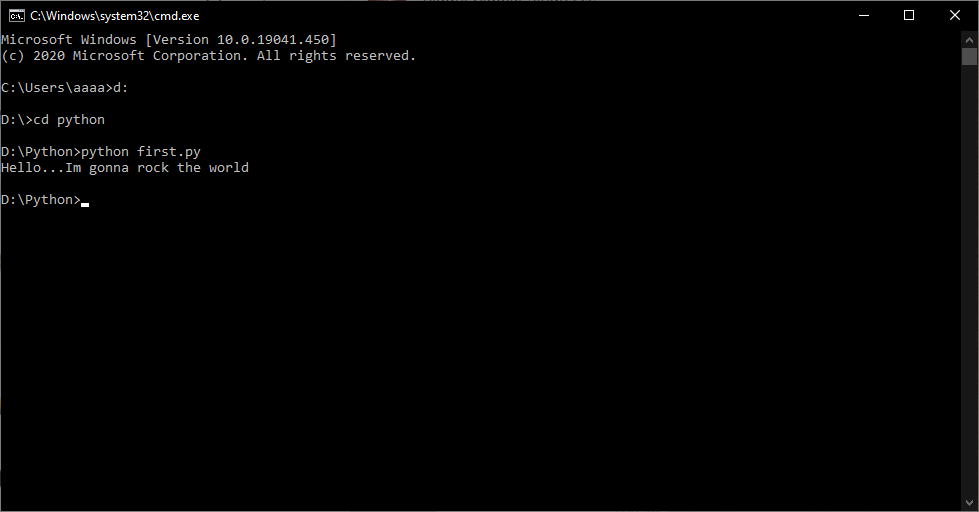 C:\Windows\system32\cmd.exe
Microsoft Windows [Version 10.0.19041.450]
(c) 2020 Microsoft Corporation. All rights reserved.
C:\Users\aaaa>d:
D:\>cd python
D:\Python>python first.py
Hello...Im gonna rock the world
D:\Python>